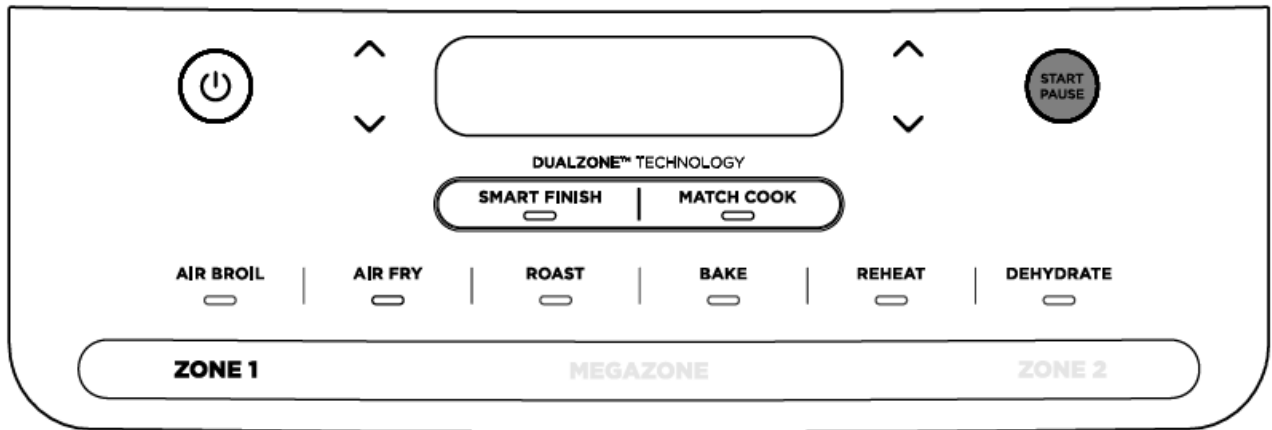 START
PAUSE
DUALZONE™ TECHNOLOGY
SMART FINISH
MATCH COOK
AIR BROIL
AIR FRY
ROAST
BAKE
REHEAT
DEHYDRATE
ZONE 1
MEGAZONE
ZONE 2